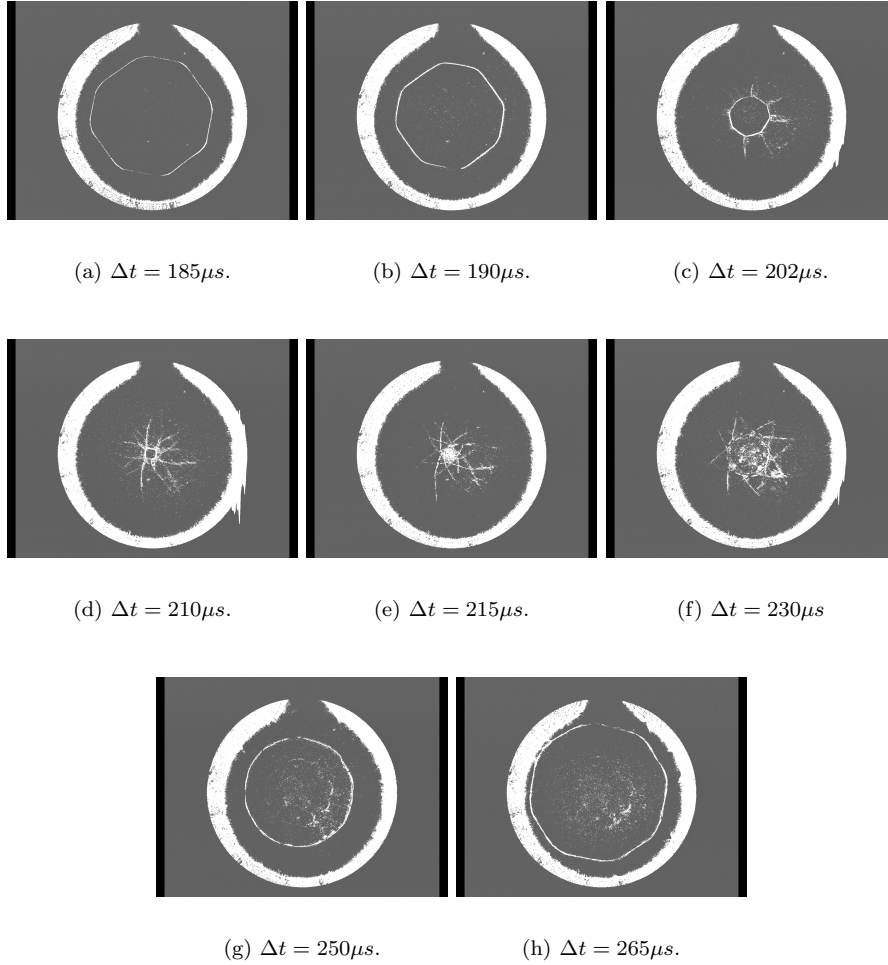 (a) Δt = 185μs.
(b) Δt = 190μs.
(c) Δt = 202μs.
(d) Δt = 210μs.
(e) Δt = 215μs.
(f) Δt = 230μs
(g) Δt = 250μs.
(h) Δt = 265μs.